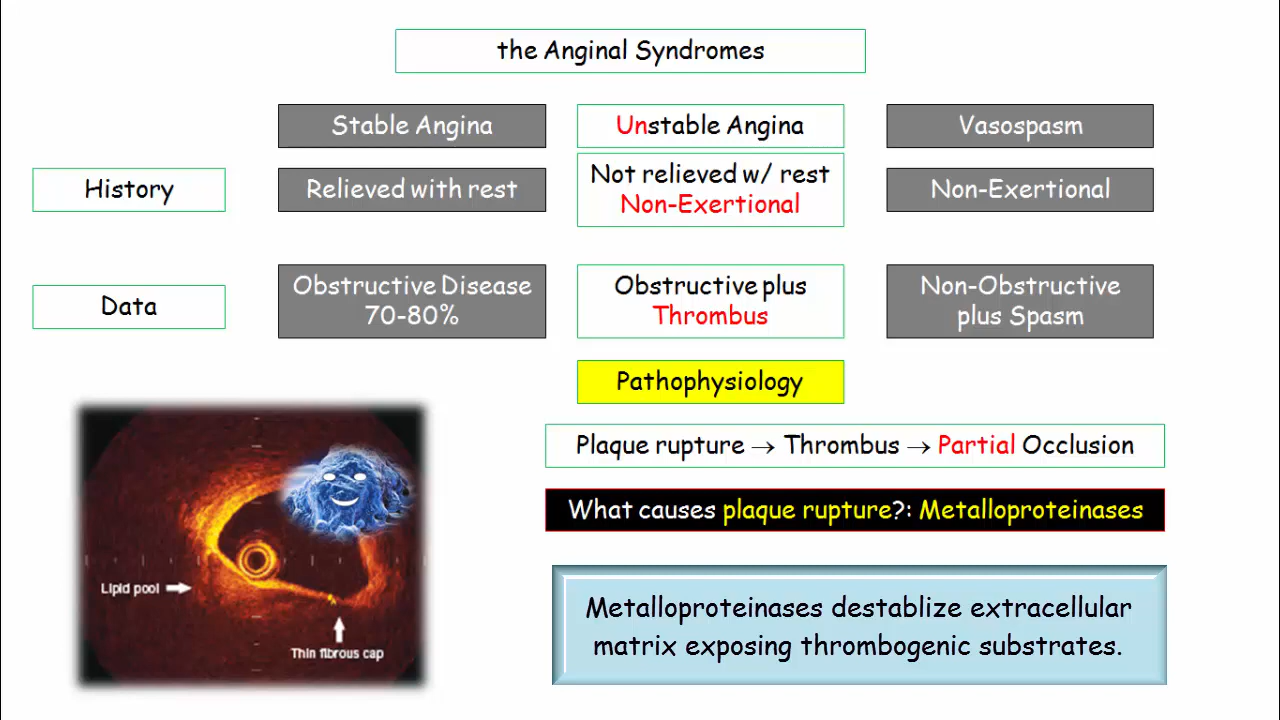 the Anginal Syndromes
Stable Angina
Unstable Angina
Vasospasm
History
Relieved with rest
Not relieved w/ rest
Non-Exertional
Non-Exertional
Data
Obstructive Disease
70-80%
Obstructive plus
Thrombus
Non-Obstructive
plus Spasm
Pathophysiology
Plaque rupture → Thrombus → Partial Occlusion
What causes plaque rupture?: Metalloproteinases
Lipid pool
Thin fibrous cap
Metalloproteinases destablize extracellular
matrix exposing thrombogenic substrates.